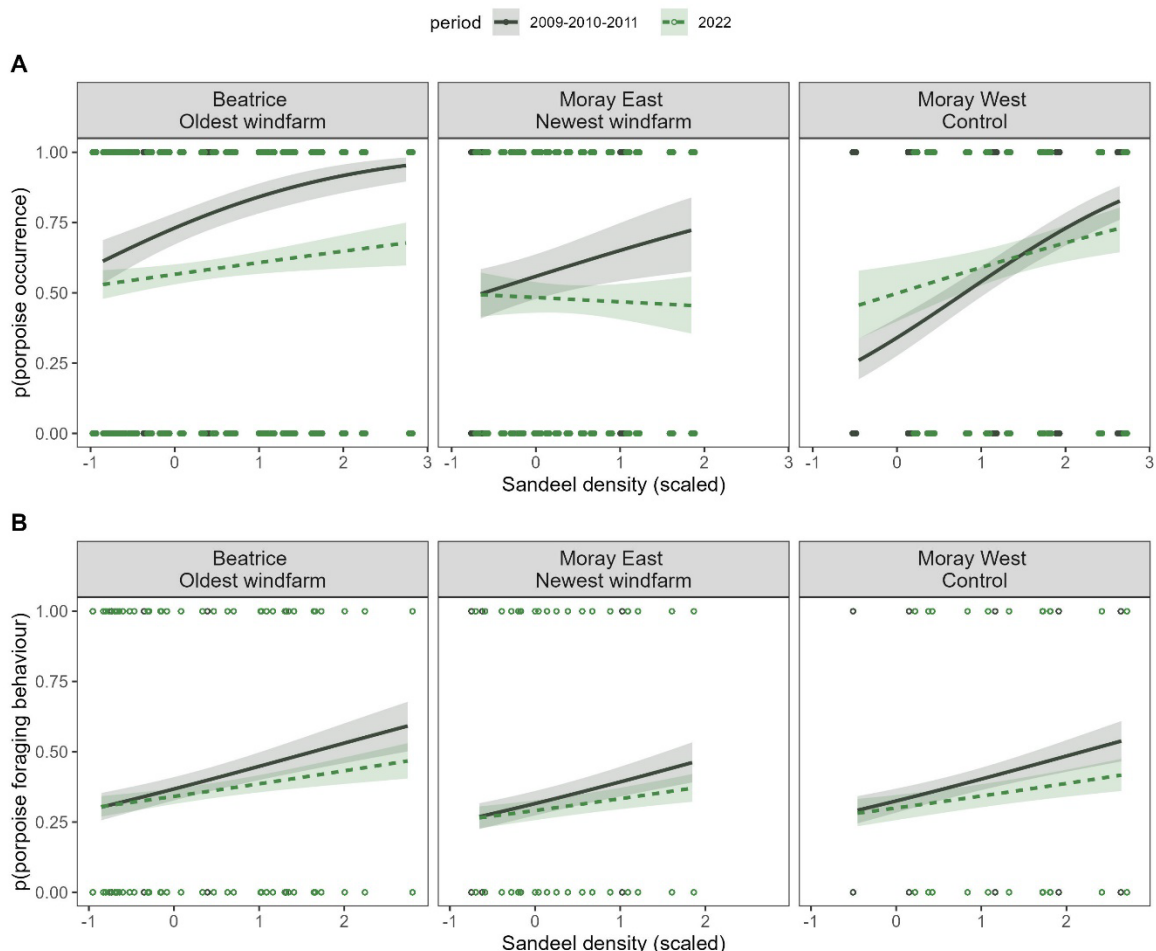 period 2009-2010-2011 2022
A
Beatrice
Oldest windfarm
Moray East
Newest windfarm
Moray West
Control
p(porpoise occurrence)
1.00
0.75
0.50
0.25
0.00
-1 0 1 2 3
-1 0 1 2 3
-1 0 1 2 3
Sandeel density (scaled)
B
Beatrice
Oldest windfarm
Moray East
Newest windfarm
Moray West
Control
p(porpoise foraging behaviour)
1.00
0.75
0.50
0.25
0.00
-1 0 1 2
-1 0 1 2
-1 0 1 2
Sandeel density (scaled)